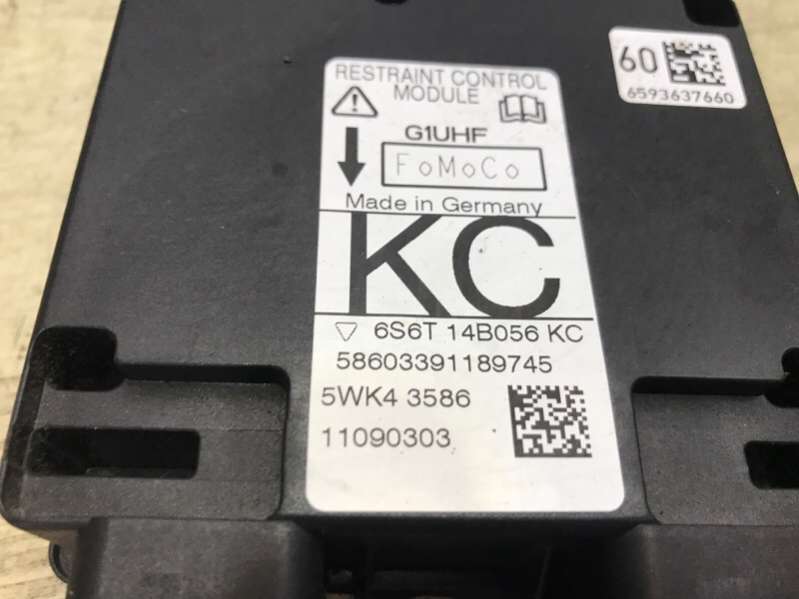 60
6593637660
RESTRAINT CONTROL
MODULE
G1UHF
FoMoCo
Made in Germany
KC
6S6T 14B056 KC
58603391189745
5WK4 3586
11090303